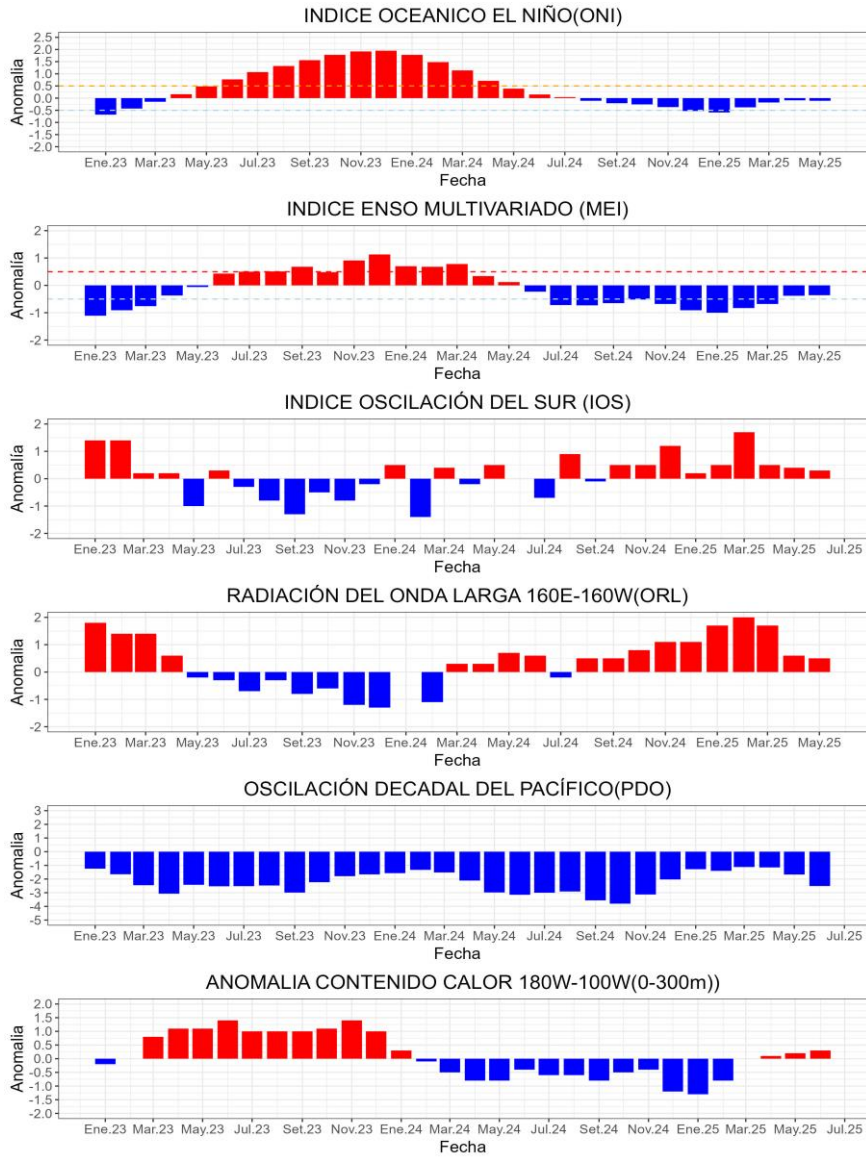 INDICE OCEANICO EL NIÑO(ONI)
Anomalia
2.5
2.0
1.5
1.0
0.5
0.0
-0.5
-1.0
-1.5
-2.0
Ene.23 Mar.23 May.23 Jul.23 Set.23 Nov.23 Ene.24 Mar.24 May.24 Jul.24 Set.24 Nov.24 Ene.25 Mar.25 May.25
Fecha
INDICE ENSO MULTIVARIADO (MEI)
Anomalía
2
1
0
-1
-2
Ene.23 Mar.23 May.23 Jul.23 Set.23 Nov.23 Ene.24 Mar.24 May.24 Jul.24 Set.24 Nov.24 Ene.25 Mar.25 May.25
Fecha
INDICE OSCILACIÓN DEL SUR (IOS)
Anomalía
2
1
0
-1
-2
Ene.23 Mar.23 May.23 Jul.23 Set.23 Nov.23 Ene.24 Mar.24 May.24 Jul.24 Set.24 Nov.24 Ene.25 Mar.25 May.25
Fecha
RADIACIÓN DEL ONDA LARGA 160E-160W(ORL)
Anomalía
2
1
0
-1
-2
Ene.23 Mar.23 May.23 Jul.23 Set.23 Nov.23 Ene.24 Mar.24 May.24 Jul.24 Set.24 Nov.24 Ene.25 Mar.25 May.25
Fecha
OSCILACIÓN DECADAL DEL PACÍFICO(PDO)
Anomalia
3
2
1
0
-1
-2
-3
-4
-5
Ene.23 Mar.23 May.23 Jul.23 Set.23 Nov.23 Ene.24 Mar.24 May.24 Jul.24 Set.24 Nov.24 Ene.25 Mar.25 May.25 Jul.25
Fecha
ANOMALIA CONTENIDO CALOR 180W-100W(0-300m))
Anomalia
2.0
1.5
1.0
0.5
0.0
-0.5
-1.0
-1.5
-2.0
Ene.23 Mar.23 May.23 Jul.23 Set.23 Nov.23 Ene.24 Mar.24 May.24 Jul.24 Set.24 Nov.24 Ene.25 Mar.25 May.25 Jul.25
Fecha